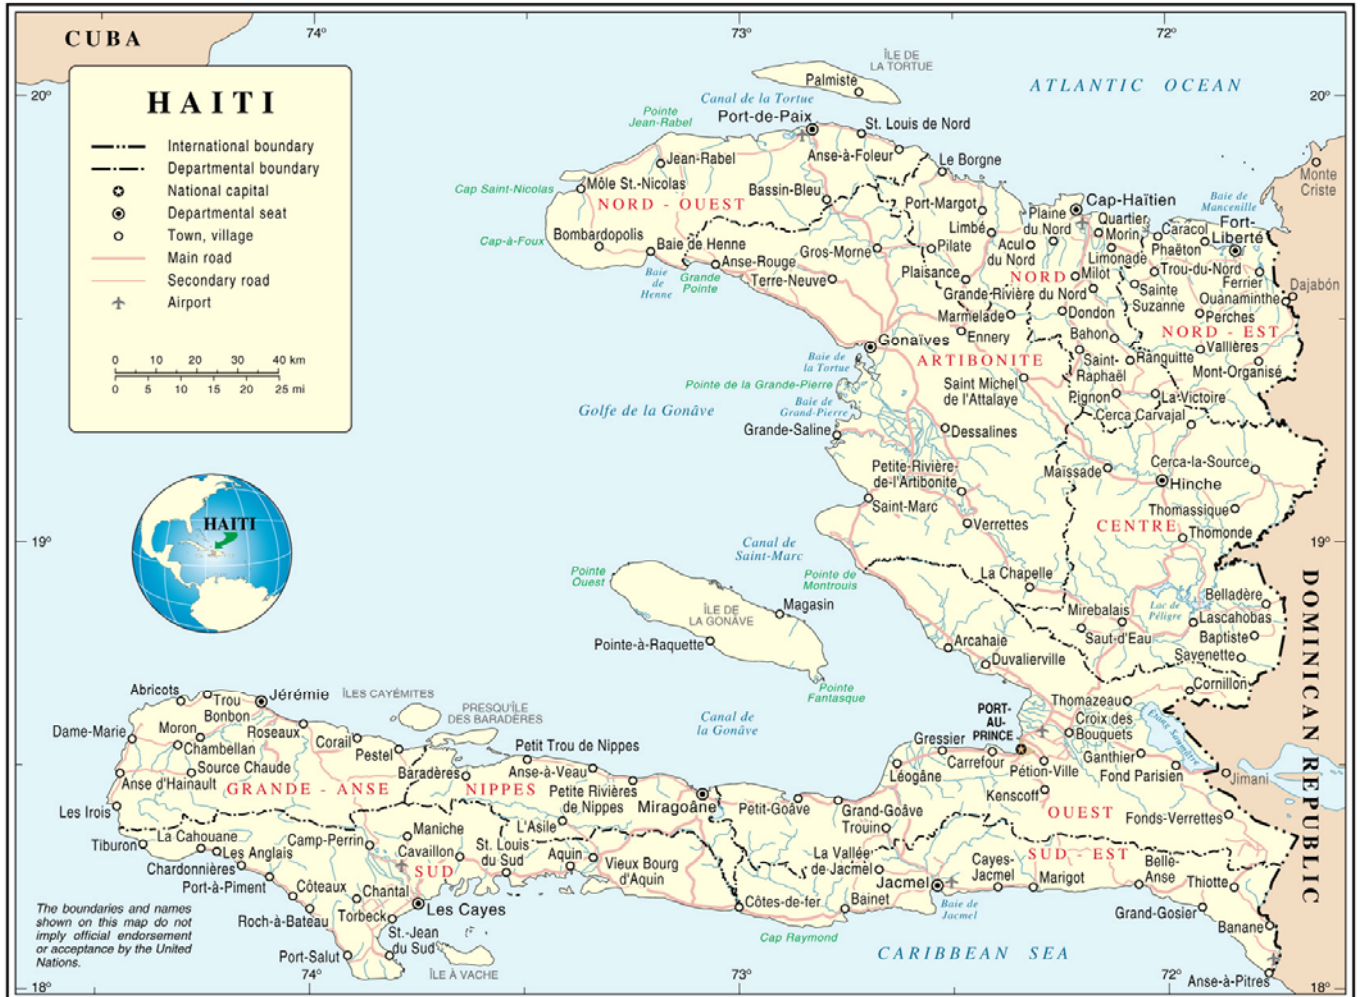 74°
73°
72°
CUBA
20°
20°
HAITI
International boundary
Departmental boundary
National capital
Departmental seat
Town, village
Main road
Secondary road
Airport
0 10 20 30 40 km
0 5 10 15 20 25 mi
HAITI
ÎLE DE
LA TORTUE
Palmiste
ATLANTIC OCEAN
Canal de la Tortue
Pointe
Jean-Rabel
Port-de-Paix
St. Louis de Nord
Jean-Rabel
Anse-à-Foleur
Le Borgne
Monte
Criste
Cap Saint-Nicolas
Môle St.-Nicolas
Bassin-Bleu
NORD - OUEST
Port-Margot
Cap-Haïtien
Baie de
Mancenille
Plaine
du Nord
Quartier
Morin
Caracol
Fort-
Liberté
Limbé
Acul
du Nord
Limonade
Phaëton
Cap-à-Foux
Bombardopolis
Baie de Henne
Gros-Morne
Pilate
Anse-Rouge
Baie
de
Henne
Grande
Pointe
Terre-Neuve
Plaisance
NORD
Milot
Trou-du-Nord
Ferrier
Dajabón
Grande-Rivière du Nord
Sainte
Suzanne
Ouanaminthe
Marmelade
Dondon
Perches
Ennery
Bahon
NORD - EST
Gonaïves
Baie de
la Tortue
ARTIBONITE
Saint-
Raphaël
Ranquitte
Vallières
Mont-Organisé
Pointe de la Grande-Pierre
Saint Michel
de l'Attalaye
Baie de
Grand-Pierre
Pignon
La Victoire
Cerca Carvajal
Golfe de la Gonâve
Grande-Saline
Dessalines
Petite-Rivière-
de-l'Artibonite
Maïssade
Cerca-la-Source
Hinche
Saint-Marc
Thomassique
Verrettes
CENTRE
Thomonde
19°
19°
Canal de
Saint-Marc
Pointe
Ouest
Pointe de
Montrouis
La Chapelle
Belladère
ÎLE DE
LA GONÂVE
Magasin
Mirebalais
Lac de
Péligre
Lascahobas
Saut-d'Eau
Baptiste
Pointe-à-Raquette
Arcahaie
Savenette
Duvalierville
DOMINICAN REPUBLIC
Pointe
Fantasque
Cornillon
Abricots
Trou
Bonbon
Jérémie
ÎLES CAYÉMITES
PRESQU'ÎLE
DES BARADÈRES
Canal de
la Gonâve
PORT-
AU-
PRINCE
Thomazeau
Croix des
Bouquets
Etang Saumâtre
Dame-Marie
Moron
Roseaux
Chambellan
Corail
Pestel
Petit Trou de Nippes
Gressier
Carrefour
Ganthier
Source Chaude
Anse d'Hainault
Baradères
Anse-à-Veau
Léogâne
Pétion-Ville
Fond Parisien
Jimani
GRANDE - ANSE
NIPPES
Petite Rivières
de Nippes
Miragoâne
Petit-Goâve
Grand-Goâve
Kenscoff
OUEST
Les Irois
Fonds-Verrettes
Tiburon
La Cahouane
Camp-Perrin
Maniche
L'Asile
Trouin
Les Anglais
Cavaillon
St. Louis
du Sud
Aquin
Vieux Bourg
d'Aquin
La Vallée
de-Jacmel
SUD - EST
Chardonnières
SUD
Cayes-
Jacmel
Belle-
Anse
Port-à-Piment
Côteaux
Chantal
Jacmel
Marigot
Thiotte
Roch-à-Bateau
Torbeck
Les Cayes
Côtes-de-fer
Bainet
Baie de
Jacmel
Grand-Gosier
St.-Jean
du Sud
Cap Raymond
Banane
Port-Salut
ÎLE À VACHE
CARIBBEAN SEA
Anse-à-Pitres
The boundaries and names
shown on this map do not
imply official endorsement
or acceptance by the United
Nations.
74°
73°
72°
18°